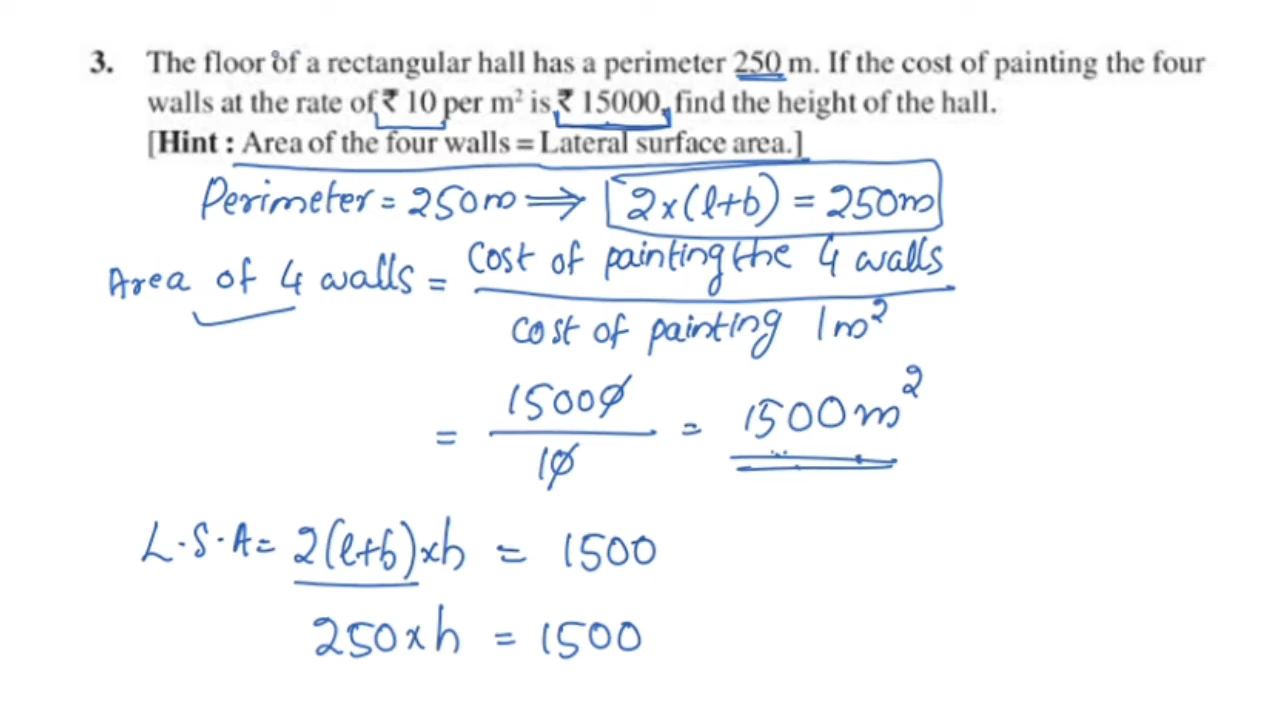 3. The floor of a rectangular hall has a perimeter 250 m. If the cost of painting the four
walls at the rate of ₹ 10 per m² is ₹ 15000, find the height of the hall.
[Hint : Area of the four walls = Lateral surface area.]
Perimeter = 250m ⟹ 2×(l+b) = 250m
Area of 4 walls = cost of painting the 4 walls
cost of painting 1m²
= 15000 = 1500m²
10
L.S.A = 2(l+b)×h = 1500
250×h = 1500